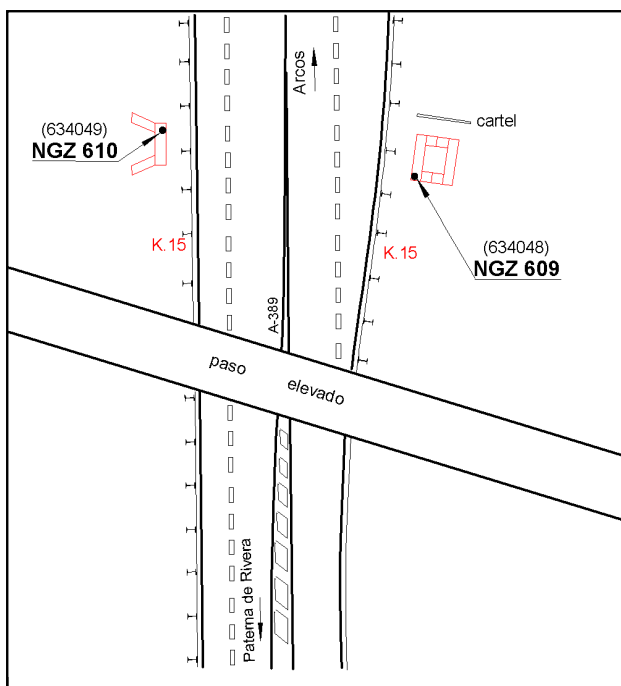 Arcos
cartel
(634049)
NGZ 610
K.15
K.15
(634048)
NGZ 609
A-389
paso elevado
Paterna de Rivera